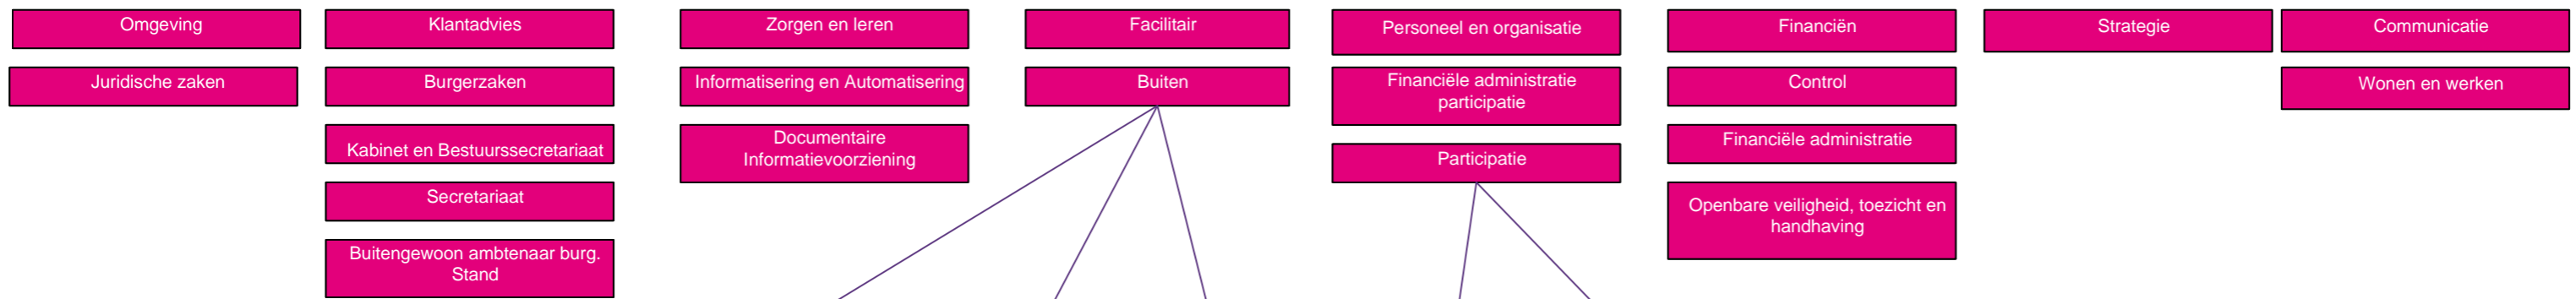 Omgeving
Juridische zaken
Klantadvies
Burgerzaken
Kabinet en Bestuurssecretariaat
Secretariaat
Buitengewoon ambtenaar burg.
Stand
Zorgen en leren
Informatisering en Automatisering
Documentaire
Informatievoorziening
Facilitair
Buiten
Personeel en organisatie
Financiële administratie
participatie
Participatie
Financiën
Control
Financiële administratie
Openbare veiligheid, toezicht en
handhaving
Strategie
Communicatie
Wonen en werken